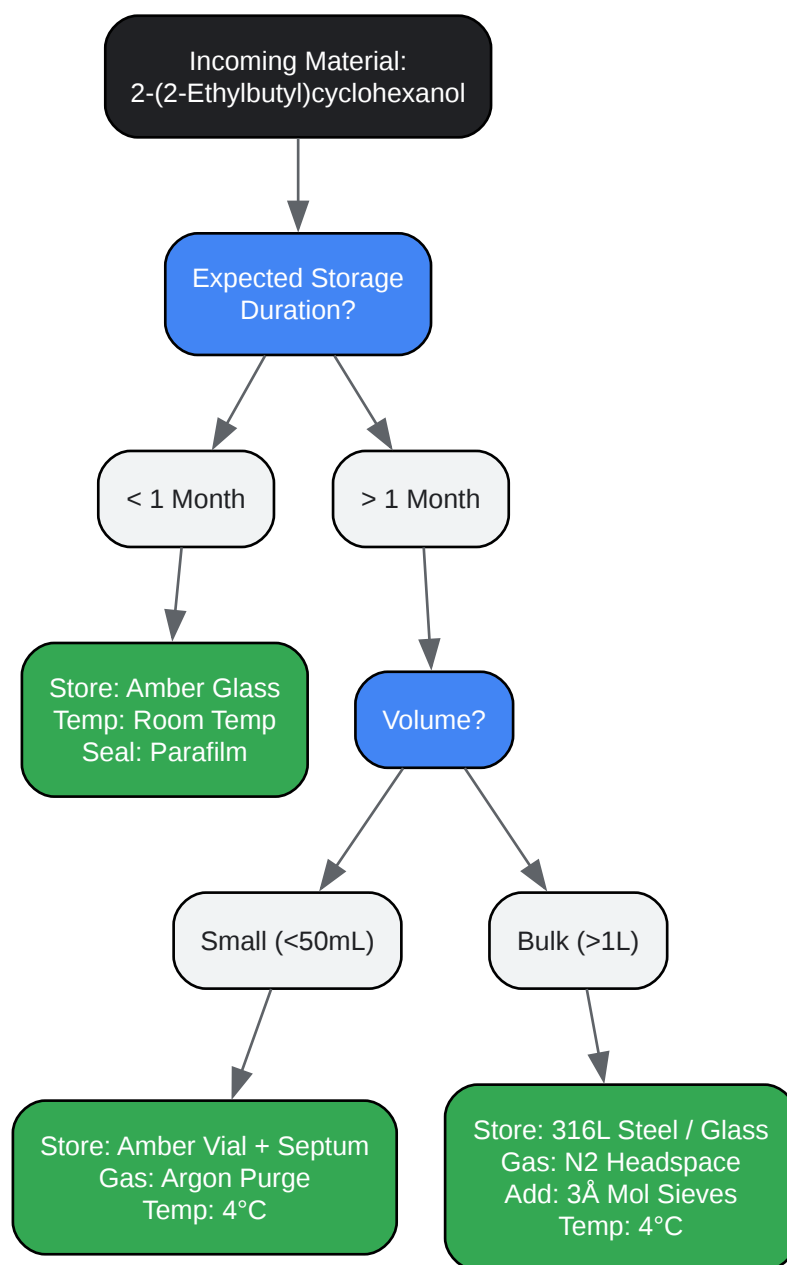 Incoming Material:
2-(2-Ethylbutyl)cyclohexanol
Expected Storage
Duration?
< 1 Month
> 1 Month
Store: Amber Glass
Temp: Room Temp
Seal: Parafilm
Volume?
Small (<50mL)
Bulk (>1L)
Store: Amber Vial + Septum
Gas: Argon Purge
Temp: 4°C
Store: 316L Steel / Glass
Gas: N2 Headspace
Add: 3Å Mol Sieves
Temp: 4°C